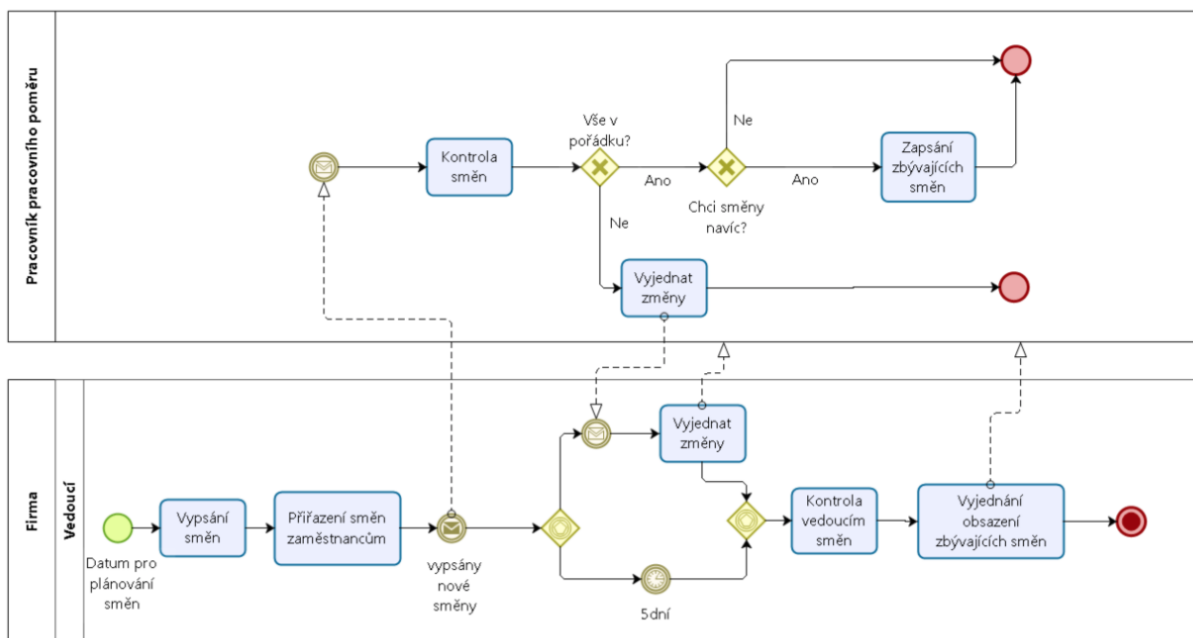 Pracovník pracovního poměru
Kontrola
směn
Vše v
pořádku?
Ano
Ne
Chci směny
navíc?
Ne
Ano
Zapsání
zbývajících
směn
Vyjednat
změny
Firma
Vedoucí
Datum pro
plánování
směn
Vypsání
směn
Přiřazení směn
zaměstnancům
vypsány
nové
směny
Vyjednat
změny
5dní
Kontrola
vedoucím
směn
Vyjednání
obsazení
zbývajících směn